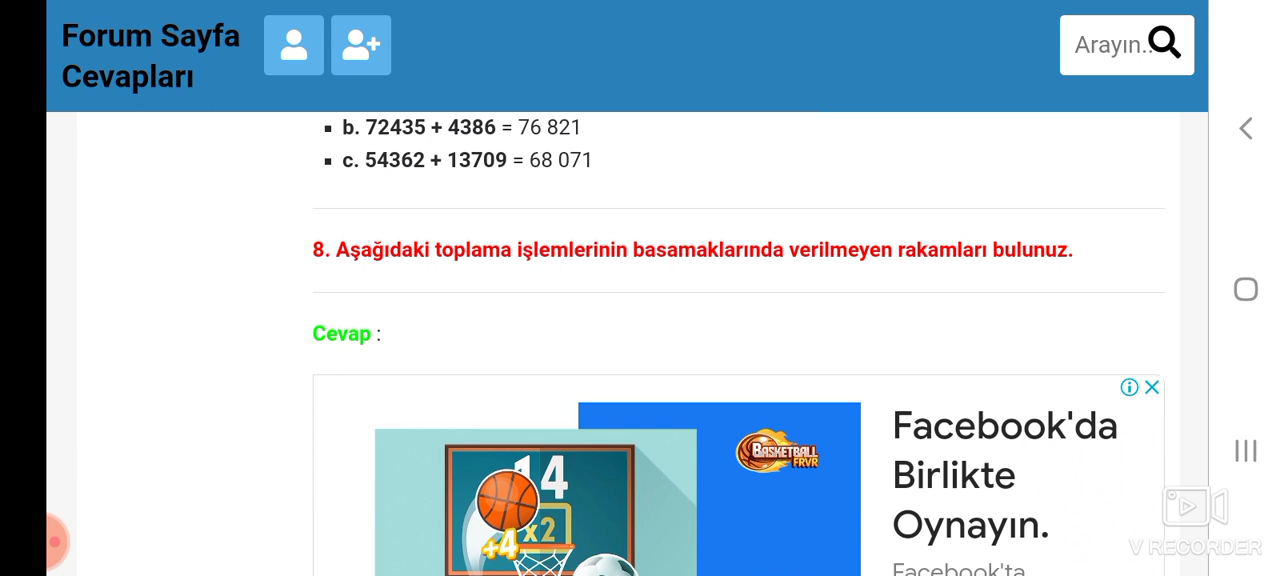 Forum Sayfa
Cevapları
Arayın..
b. 72435 + 4386 = 76 821
c. 54362 + 13709 = 68 071
8. Aşağıdaki toplama işlemlerinin basamaklarında verilmeyen rakamları bulunuz.
Cevap :
14
x2
+4
BASKETBALL
FRVR
Facebook'da
Birlikte
Oynayın.
Facebook'ta
V RECORDER